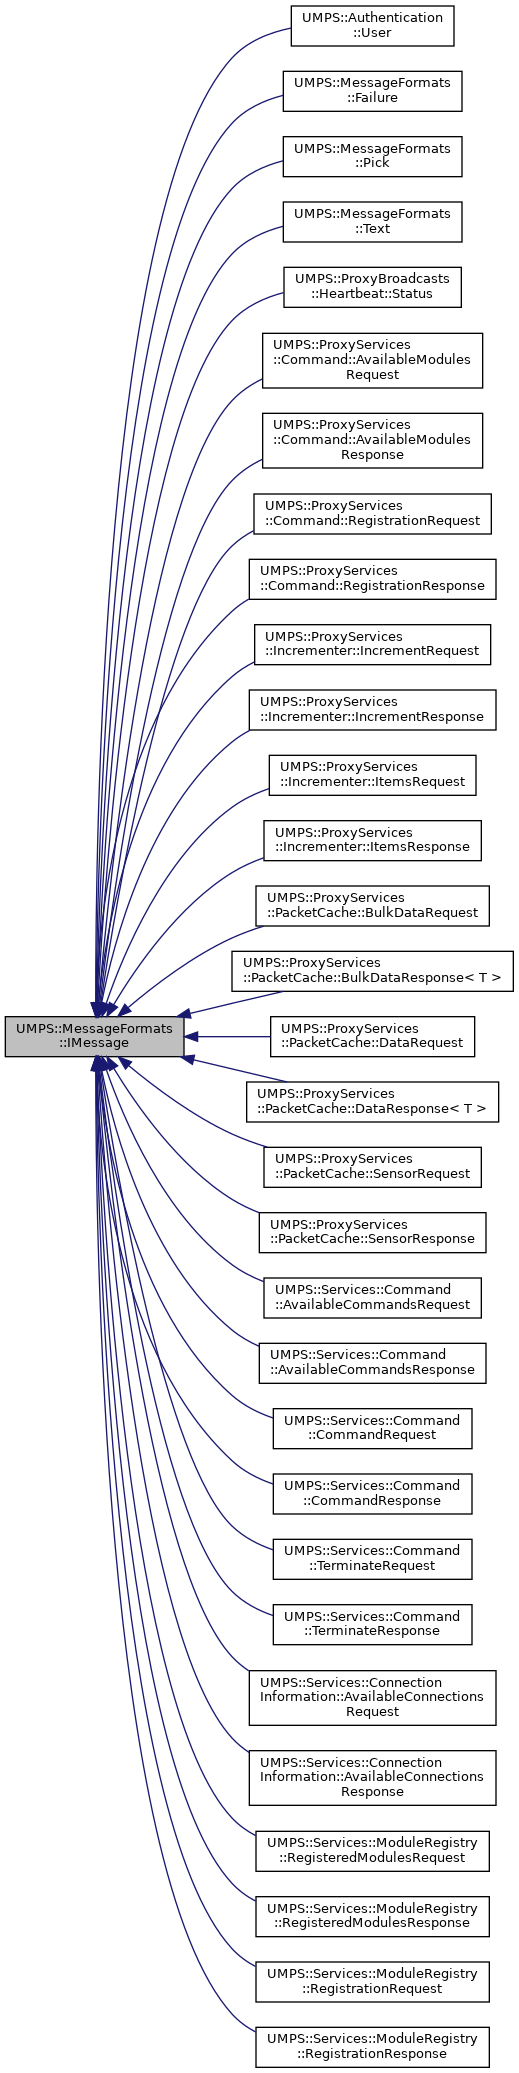 UMPS::Authentication
::User
UMPS::MessageFormats
::Failure
UMPS::MessageFormats
::Pick
UMPS::MessageFormats
::Text
UMPS::ProxyBroadcasts
::Heartbeat::Status
UMPS::ProxyServices
::Command::AvailableModules
Request
UMPS::ProxyServices
::Command::AvailableModules
Response
UMPS::ProxyServices
::Command::RegistrationRequest
UMPS::ProxyServices
::Command::RegistrationResponse
UMPS::ProxyServices
::Incrementer::IncrementRequest
UMPS::ProxyServices
::Incrementer::IncrementResponse
UMPS::ProxyServices
::Incrementer::ItemsRequest
UMPS::ProxyServices
::Incrementer::ItemsResponse
UMPS::ProxyServices
::PacketCache::BulkDataRequest
UMPS::ProxyServices
::PacketCache::BulkDataResponse< T >
UMPS::MessageFormats
::IMessage
UMPS::ProxyServices
::PacketCache::DataRequest
UMPS::ProxyServices
::PacketCache::DataResponse< T >
UMPS::ProxyServices
::PacketCache::SensorRequest
UMPS::ProxyServices
::PacketCache::SensorResponse
UMPS::Services::Command
::AvailableCommandsRequest
UMPS::Services::Command
::AvailableCommandsResponse
UMPS::Services::Command
::CommandRequest
UMPS::Services::Command
::CommandResponse
UMPS::Services::Command
::TerminateRequest
UMPS::Services::Command
::TerminateResponse
UMPS::Services::Connection
Information::AvailableConnections
Request
UMPS::Services::Connection
Information::AvailableConnections
Response
UMPS::Services::ModuleRegistry
::RegisteredModulesRequest
UMPS::Services::ModuleRegistry
::RegisteredModulesResponse
UMPS::Services::ModuleRegistry
::RegistrationRequest
UMPS::Services::ModuleRegistry
::RegistrationResponse